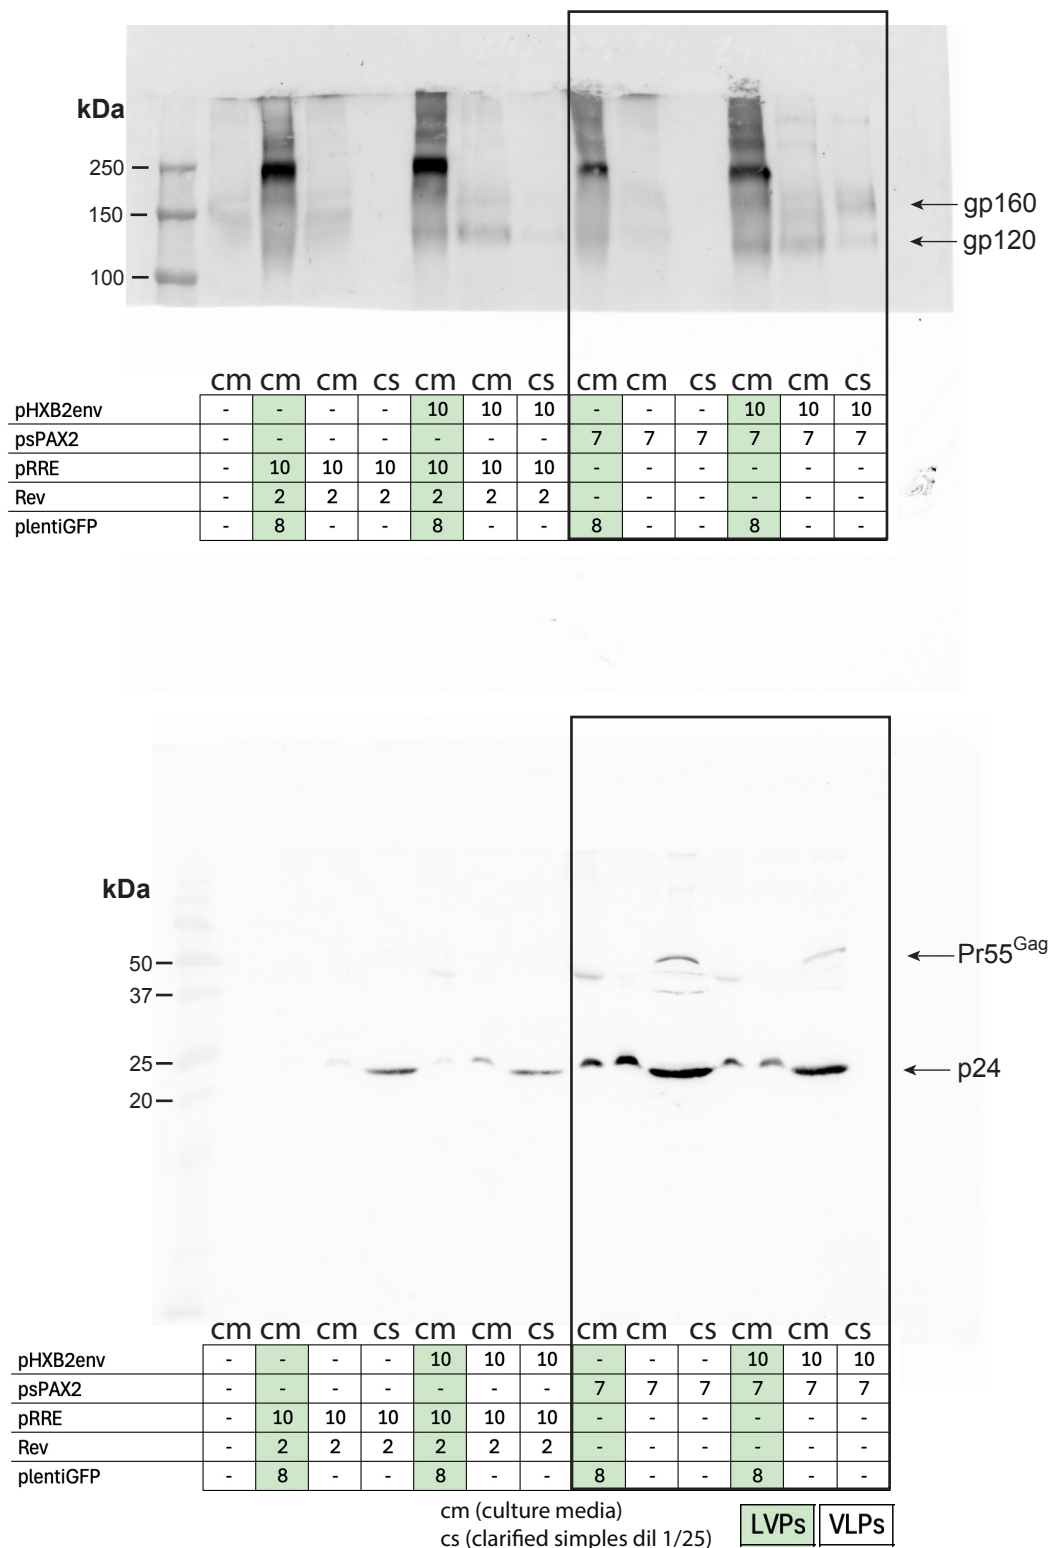 kDa
250
150
100
gp160
gp120
cm cm cm cs cm cm cs cm cm cs cm cm cs
pHXB2env - - - - 10 10 10 - - - 10 10 10
psPAX2 - - - - - - - 7 7 7 7 7 7
pRRE - 10 10 10 10 10 10 - - - - - -
Rev - 2 2 2 2 2 2 - - - - - -
plentiGFP - 8 - - 8 - - 8 - - 8 - -
kDa
50
37
25
20
Pr55Gag
p24
cm cm cm cs cm cm cs cm cm cs cm cm cs
pHXB2env - - - - 10 10 10 - - - 10 10 10
psPAX2 - - - - - - - 7 7 7 7 7 7
pRRE - 10 10 10 10 10 10 - - - - - -
Rev - 2 2 2 2 2 2 - - - - - -
plentiGFP - 8 - - 8 - - 8 - - 8 - -
cm (culture media)
cs (clarified simples dil 1/25)
LVPs VLPs